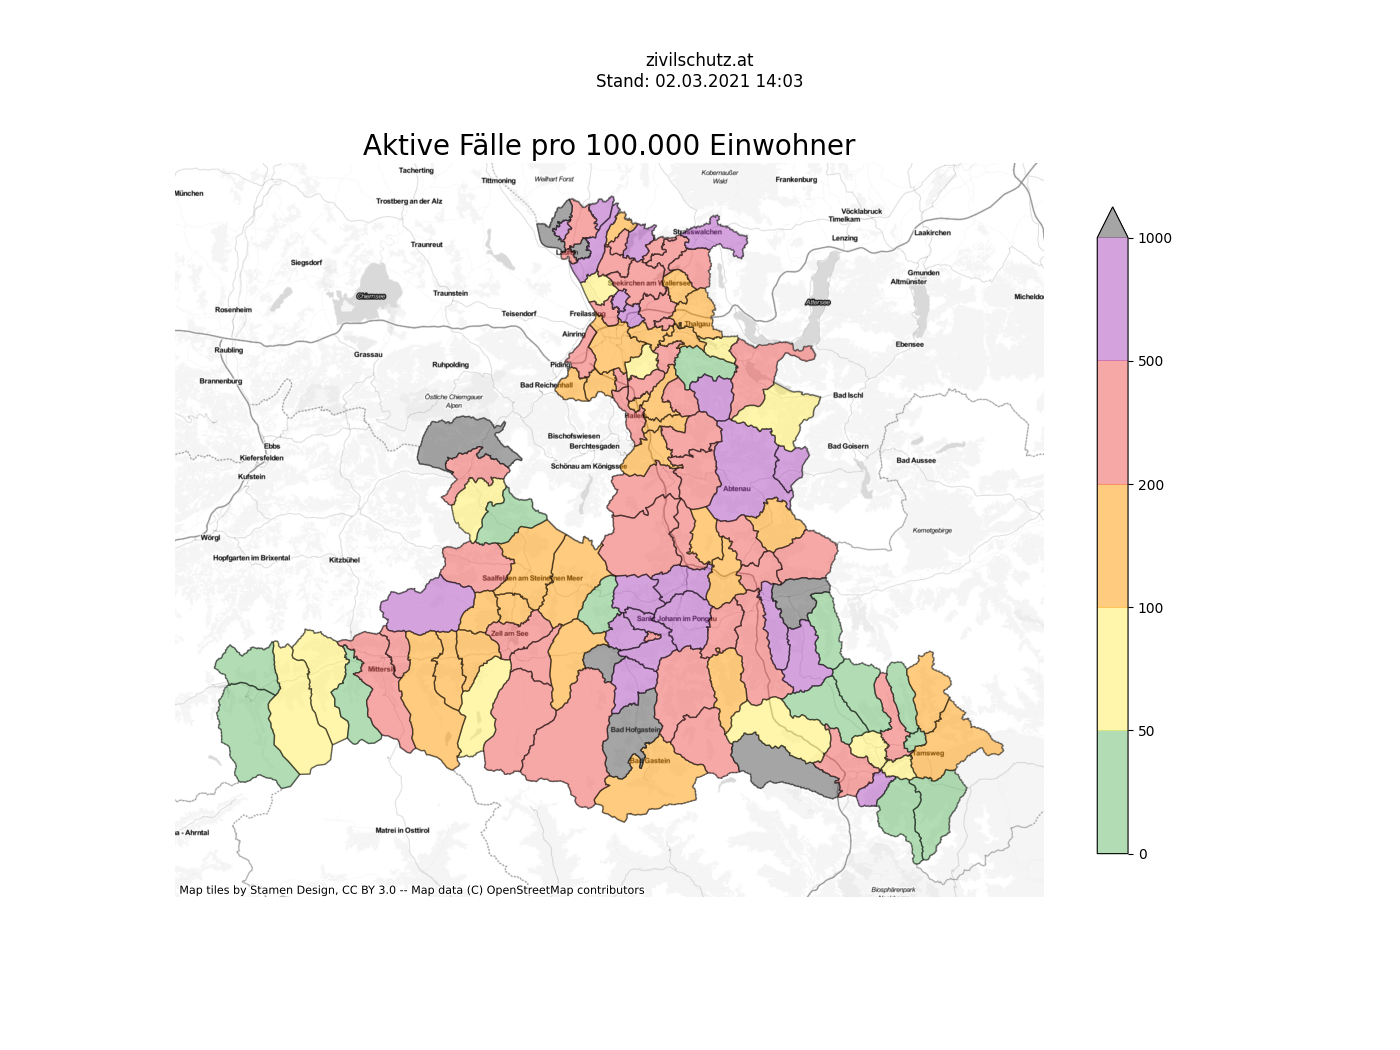 zivilschutz.at
Stand: 02.03.2021 14:03
Aktive Fälle pro 100.000 Einwohner
Tacherting
Tittmoning
Weilhart Forst
Kobernaußer
Wald
Frankenburg
München
Trostberg an der Alz
Vöcklabruck
Timelkam
Laakirchen
Strasswalchen
Lenzing
Traunreut
Siegsdorf
Gmunden
Altmünster
Seekirchen am Wallersee
Chiemsee
Traunstein
Attersee
Rosenheim
Teisendorf
Freilassing
Thalgau
Ainring
Ebensee
Raubling
Grassau
Ruhpolding
Piding
Brannenburg
Bad Reichenhall
Östliche Chiemgauer
Alpen
Bad Ischl
Hallein
Bischofswiesen
Ebbs
Berchtesgaden
Bad Goisern
Kiefersfelden
Schönau am Königssee
Bad Aussee
Kufstein
Abtenau
Kemetgebirge
Wörgl
Hopfgarten im Brixental
Kitzbühel
Saalfelden am Steinernen Meer
Sankt Johann im Pongau
Zell am See
Mittersill
Bad Hofgastein
Bad Gastein
Tamsweg
Matrei in Osttirol
a - Ahrntal
Biosphärenpark
Map tiles by Stamen Design, CC BY 3.0 -- Map data (C) OpenStreetMap contributors
1000
500
200
100
50
0